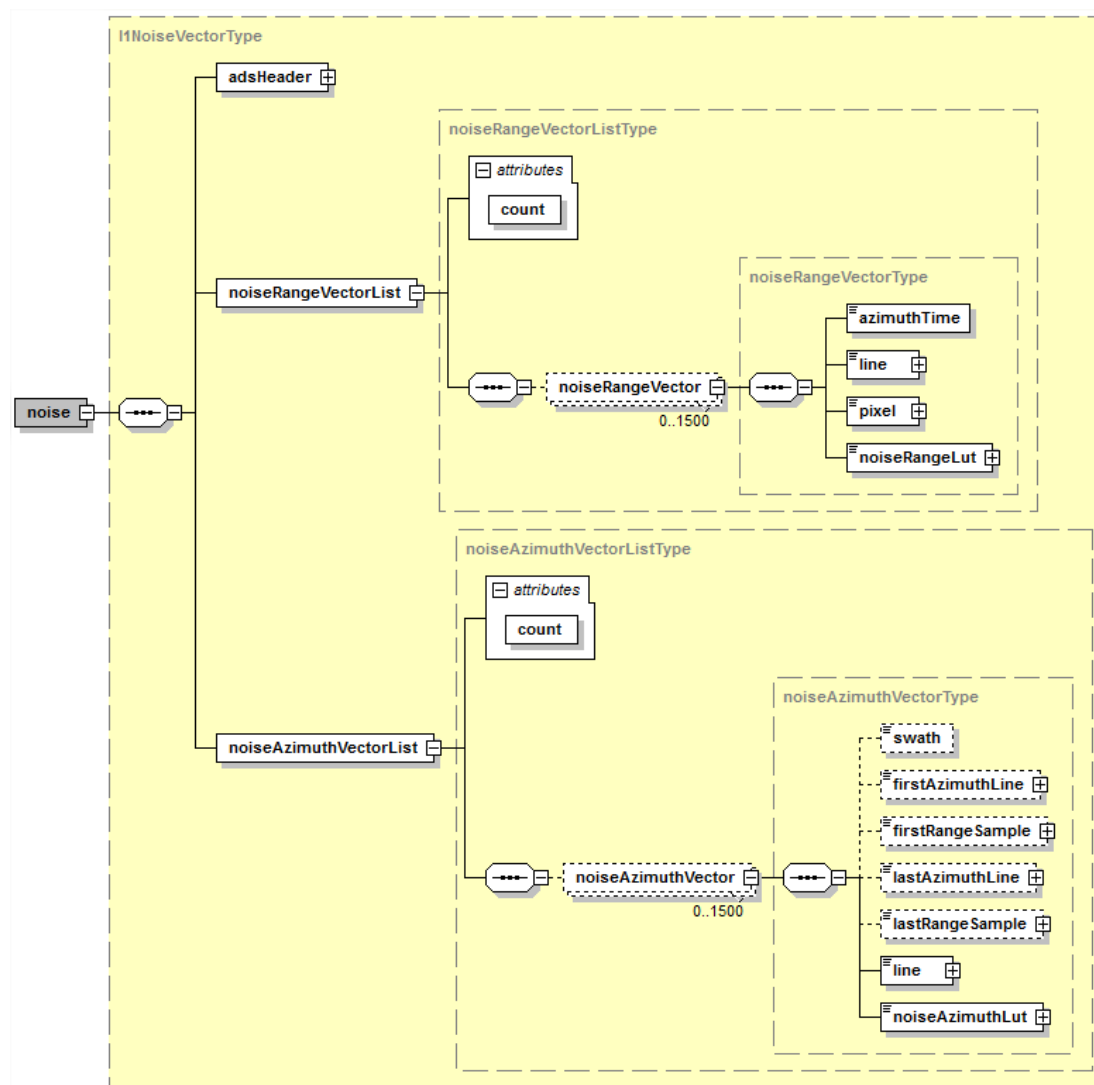 l1NoiseVectorType
adsHeader
noiseRangeVectorListType
attributes
count
noiseRangeVectorList
noiseRangeVectorType
azimuthTime
line
noiseRangeVector
pixel
0..1500
noiseRangeLut
noise
noiseAzimuthVectorListType
attributes
count
noiseAzimuthVectorType
swath
noiseAzimuthVectorList
firstAzimuthLine
firstRangeSample
noiseAzimuthVector
lastAzimuthLine
0..1500
lastRangeSample
line
noiseAzimuthLut